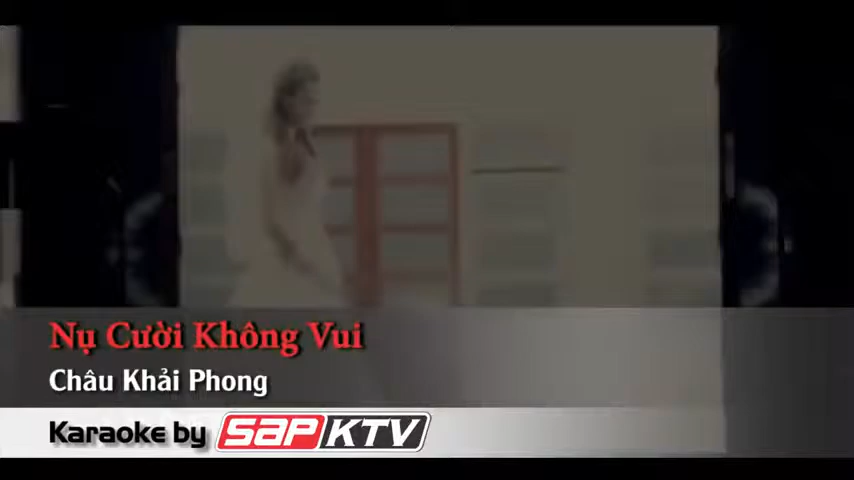 Nụ Cười Không Vui
Châu Khải Phong
Karaoke by SAPKTV